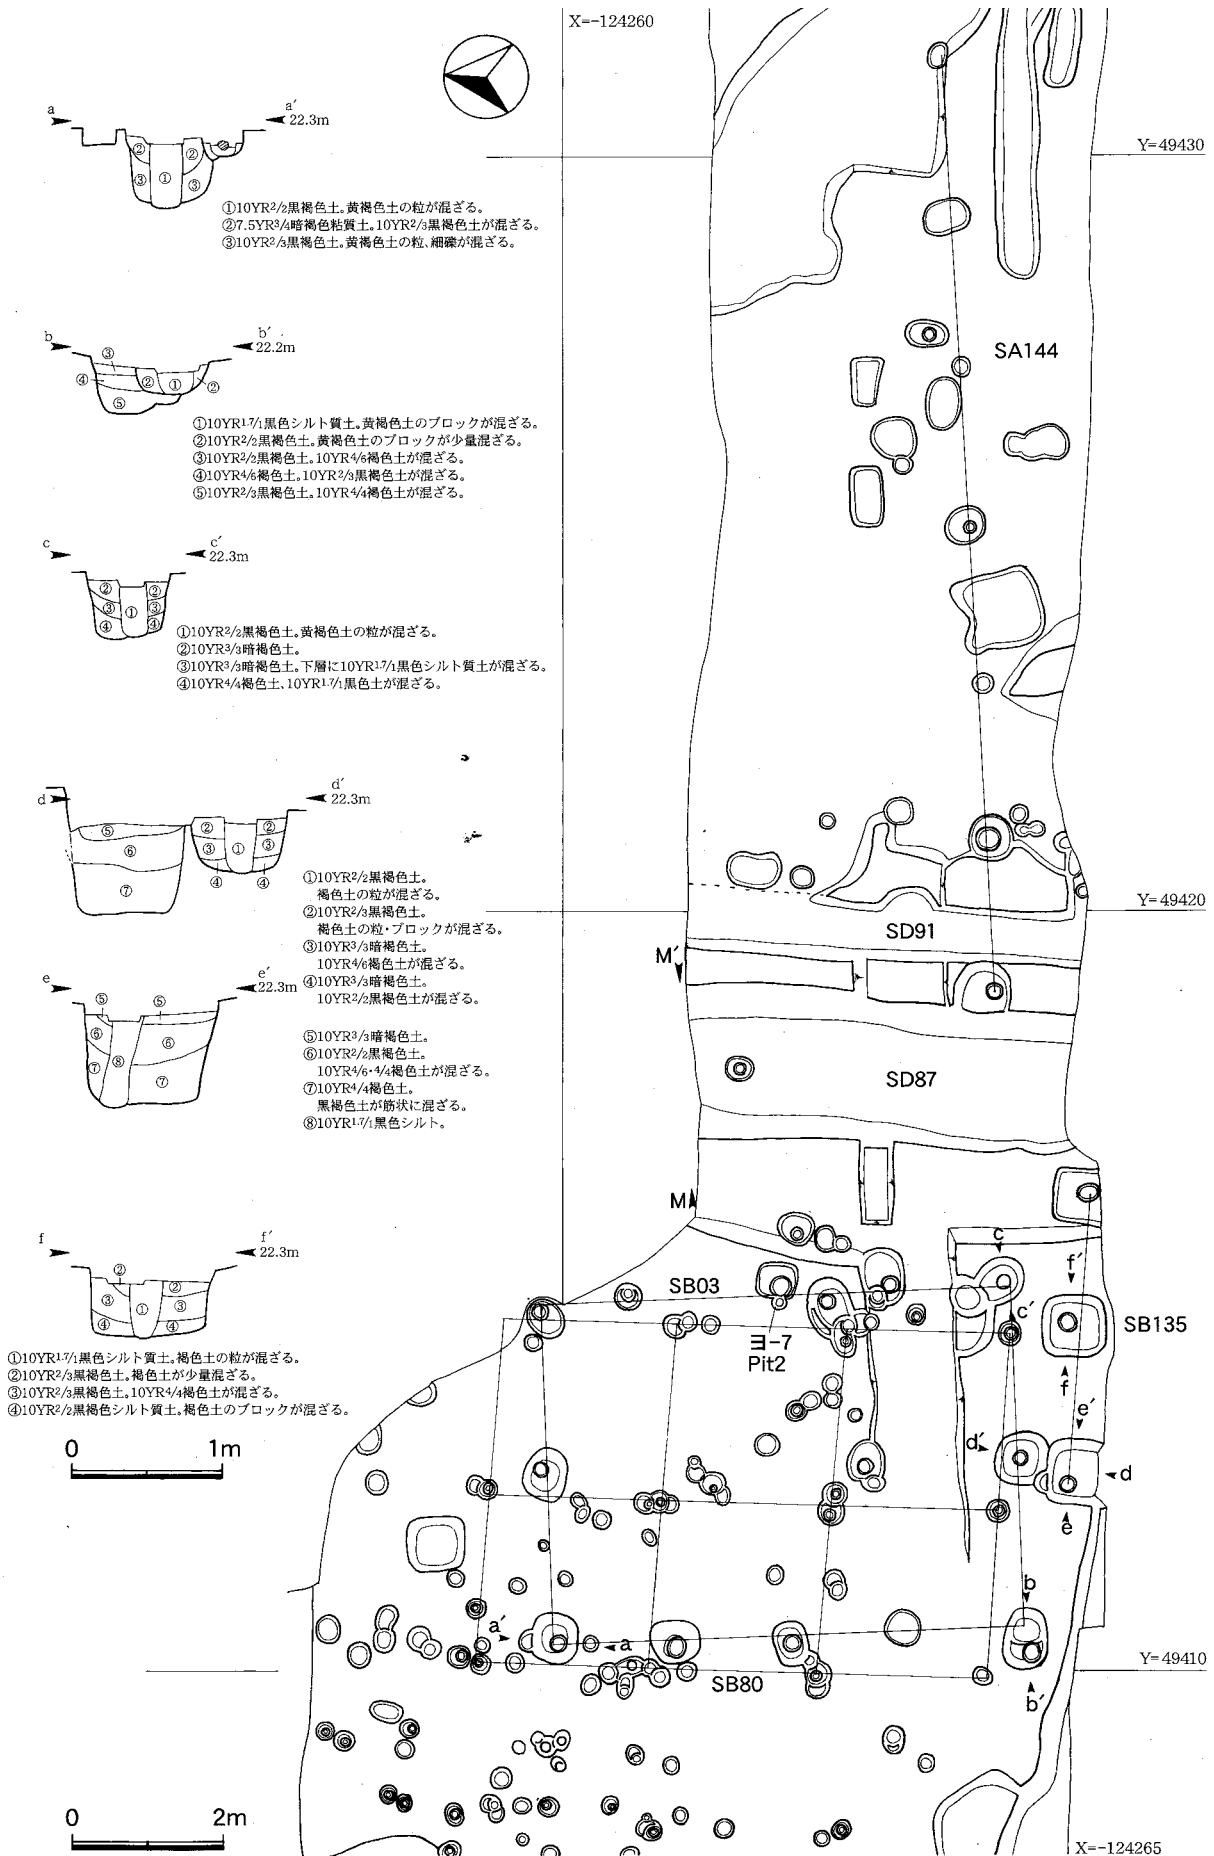 X=-124260
a
a′
22.3m
② ② ③ ① ③
①10YR2/2黒褐色土。黄褐色土の粒が混ざる。
②7.5YR3/4暗褐色粘質土。10YR2/3黒褐色土が混ざる。
③10YR2/3黒褐色土。黄褐色土の粒、細礫が混ざる。
b
b′
22.2m
③ ④ ② ① ② ⑤
①10YR1.7/1黒色シルト質土。黄褐色土のブロックが混ざる。
②10YR2/2黒褐色土。黄褐色土のブロックが少量混ざる。
③10YR2/2黒褐色土。10YR4/6褐色土が混ざる。
④10YR4/6褐色土。10YR2/3黒褐色土が混ざる。
⑤10YR2/3黒褐色土。10YR4/4褐色土が混ざる。
c
c′
22.3m
② ② ③ ① ③ ④ ④
①10YR2/2黒褐色土。黄褐色土の粒が混ざる。
②10YR3/3暗褐色土。
③10YR3/3暗褐色土。下層に10YR1.7/1黒色シルト質土が混ざる。
④10YR4/4褐色土、10YR1.7/1黒色土が混ざる。
d
d′
22.3m
⑤ ② ② ⑥ ③ ① ③ ⑦ ④ ④
①10YR2/2黒褐色土。
褐色土の粒が混ざる。
②10YR2/3黒褐色土。
褐色土の粒・ブロックが混ざる。
③10YR3/3暗褐色土。
10YR4/6褐色土が混ざる。
④10YR3/3暗褐色土。
10YR2/2黒褐色土が混ざる。
e
e′
22.3m
⑤ ⑤ ⑥ ⑥ ⑦ ⑧ ⑦
⑤10YR3/3暗褐色土。
⑥10YR2/2黒褐色土。
10YR4/6・4/4褐色土が混ざる。
⑦10YR4/4褐色土。
黒褐色土が筋状に混ざる。
⑧10YR1.7/1黒色シルト。
f
f′
22.3m
② ② ③ ① ③ ④ ④
①10YR1.7/1黒色シルト質土。褐色土の粒が混ざる。
②10YR2/3黒褐色土。褐色土が少量混ざる。
③10YR2/3黒褐色土。10YR4/4褐色土が混ざる。
④10YR2/2黒褐色シルト質土。褐色土のブロックが混ざる。
0 1m
0 2m
Y=49430
SA144
Y=49420
SD91
M′
SD87
M
c
f′
SB03
c′
SB135
ヨ-7
Pit2
f
e′
d′
d
e
b
a′
a
Y=49410
SB80
b′
X=-124265